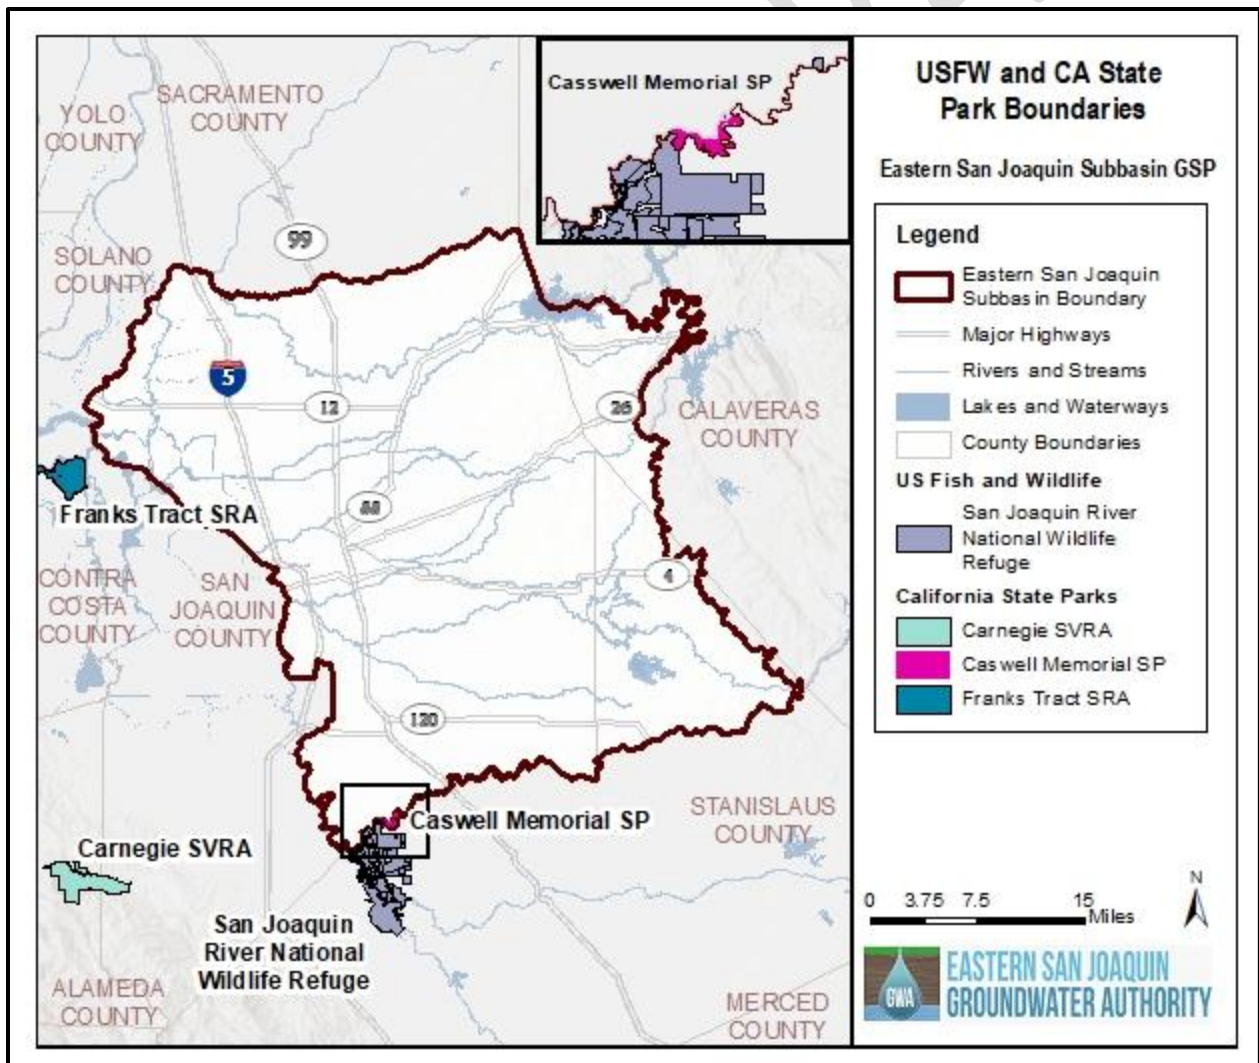 YOLO
COUNTY
SACRAMENTO
COUNTY
SOLANO
COUNTY
99
5
12
26
CALAVERAS
COUNTY
88
Franks Tract SRA
CONTRA
COSTA
COUNTY
SAN
JOAQUIN
COUNTY
4
120
Caswell Memorial SP
STANISLAUS
COUNTY
Carnegie SVRA
San Joaquin
River National
Wildlife Refuge
ALAMEDA
COUNTY
MERCED
COUNTY
Casswell Memorial SP
USFW and CA State
Park Boundaries
Eastern San Joaquin Subbasin GSP
Legend
Eastern San Joaquin
Subbasin Boundary
Major Highways
Rivers and Streams
Lakes and Waterways
County Boundaries
US Fish and Wildlife
San Joaquin River
National Wildlife
Refuge
California State Parks
Carnegie SVRA
Caswell Memorial SP
Franks Tract SRA
N
0 3.75 7.5 15
Miles
GWA
EASTERN SAN JOAQUIN
GROUNDWATER AUTHORITY